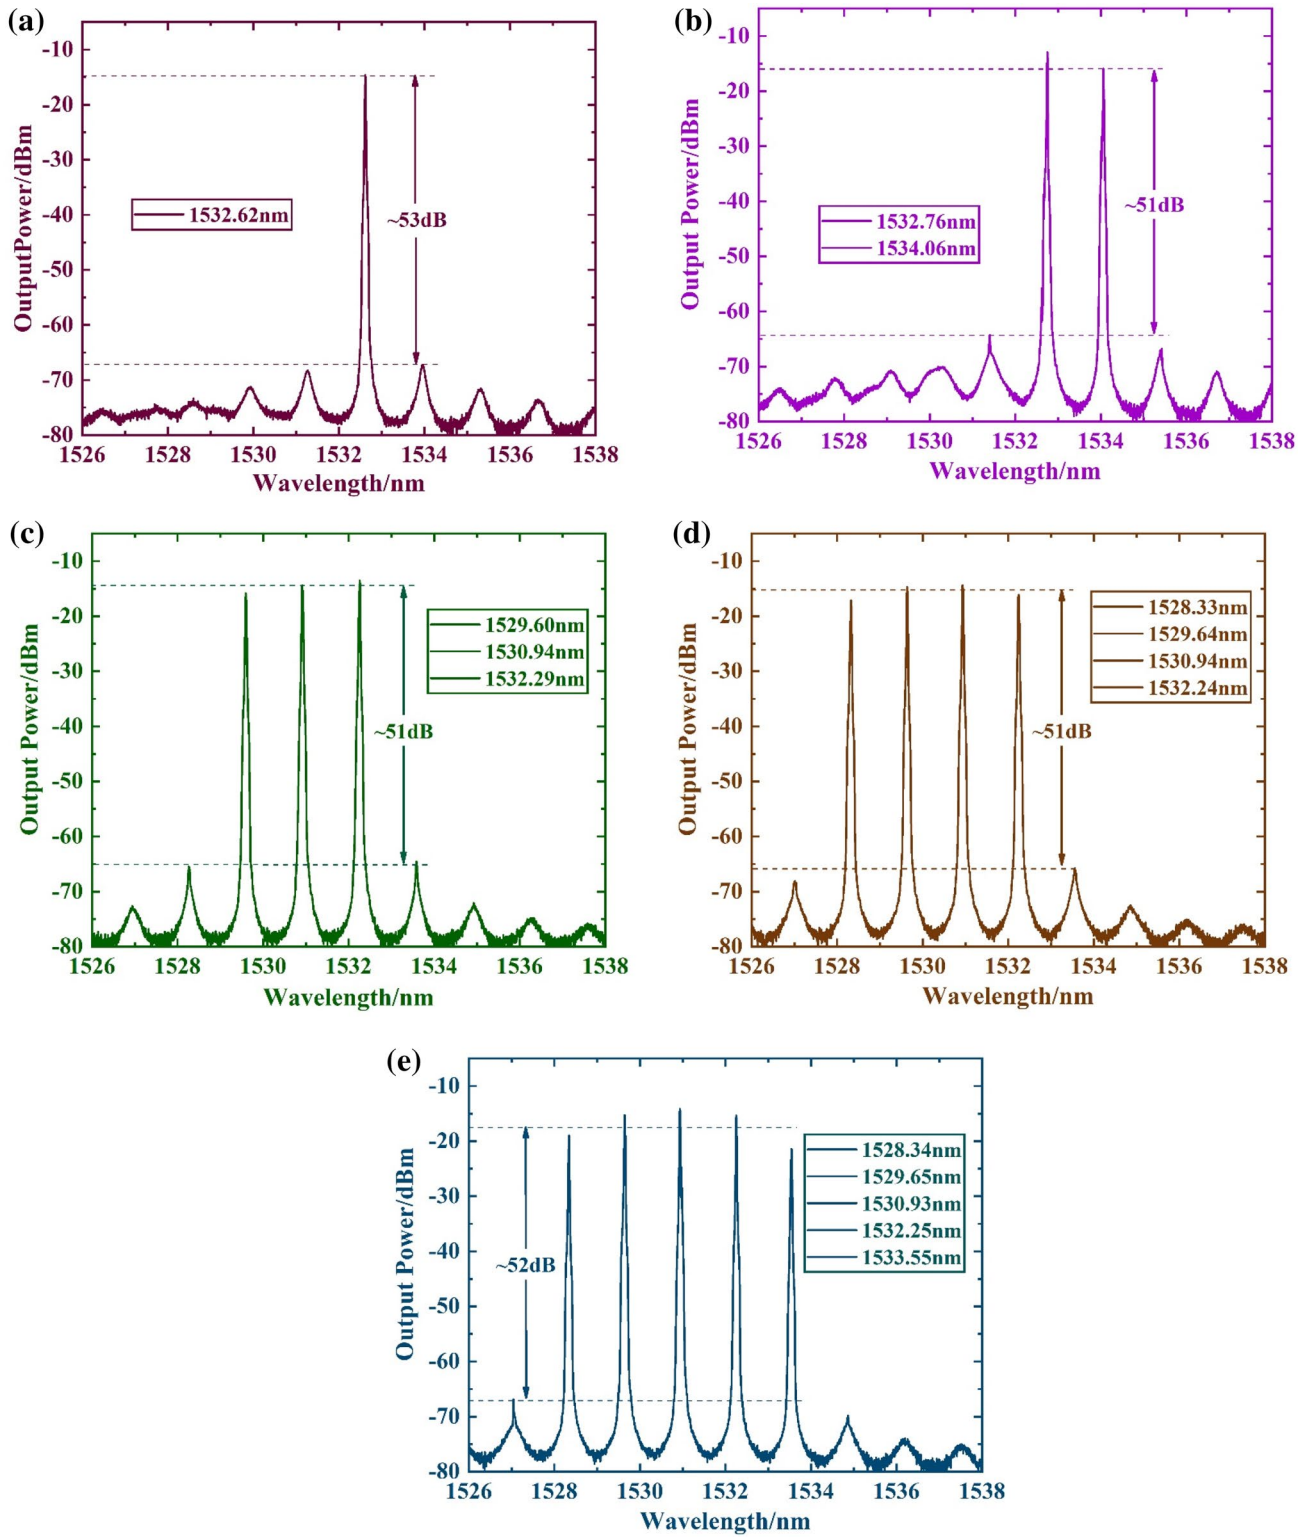 (a)
-10
-20
-30
-40
-50
-60
-70
-80
OutputPower/dBm
1532.62nm
~53dB
1526 1528 1530 1532 1534 1536 1538
Wavelength/nm
(b)
-10
-20
-30
-40
-50
-60
-70
-80
Output Power/dBm
1532.76nm
1534.06nm
~51dB
1526 1528 1530 1532 1534 1536 1538
Wavelength/nm
(c)
-10
-20
-30
-40
-50
-60
-70
-80
Output Power/dBm
1529.60nm
1530.94nm
1532.29nm
~51dB
1526 1528 1530 1532 1534 1536 1538
Wavelength/nm
(d)
-10
-20
-30
-40
-50
-60
-70
-80
Output Power/dBm
1528.33nm
1529.64nm
1530.94nm
1532.24nm
~51dB
1526 1528 1530 1532 1534 1536 1538
Wavelength/nm
(e)
-10
-20
-30
-40
-50
-60
-70
-80
Output Power/dBm
1528.34nm
1529.65nm
1530.93nm
1532.25nm
1533.55nm
~52dB
1526 1528 1530 1532 1534 1536 1538
Wavelength/nm